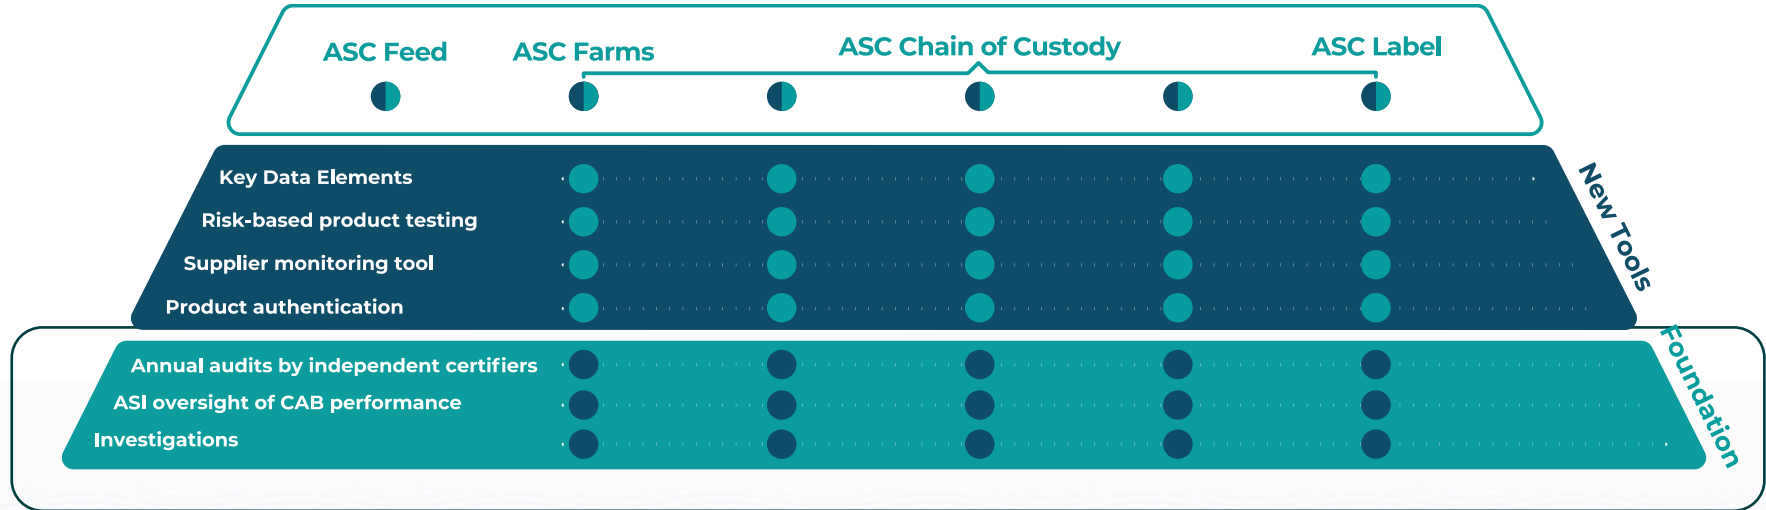 ASC Feed
ASC Farms
ASC Chain of Custody
ASC Label
Key Data Elements
Risk-based product testing
Supplier monitoring tool
Product authentication
New Tools
Annual audits by independent certifiers
ASI oversight of CAB performance
Investigations
Foundation